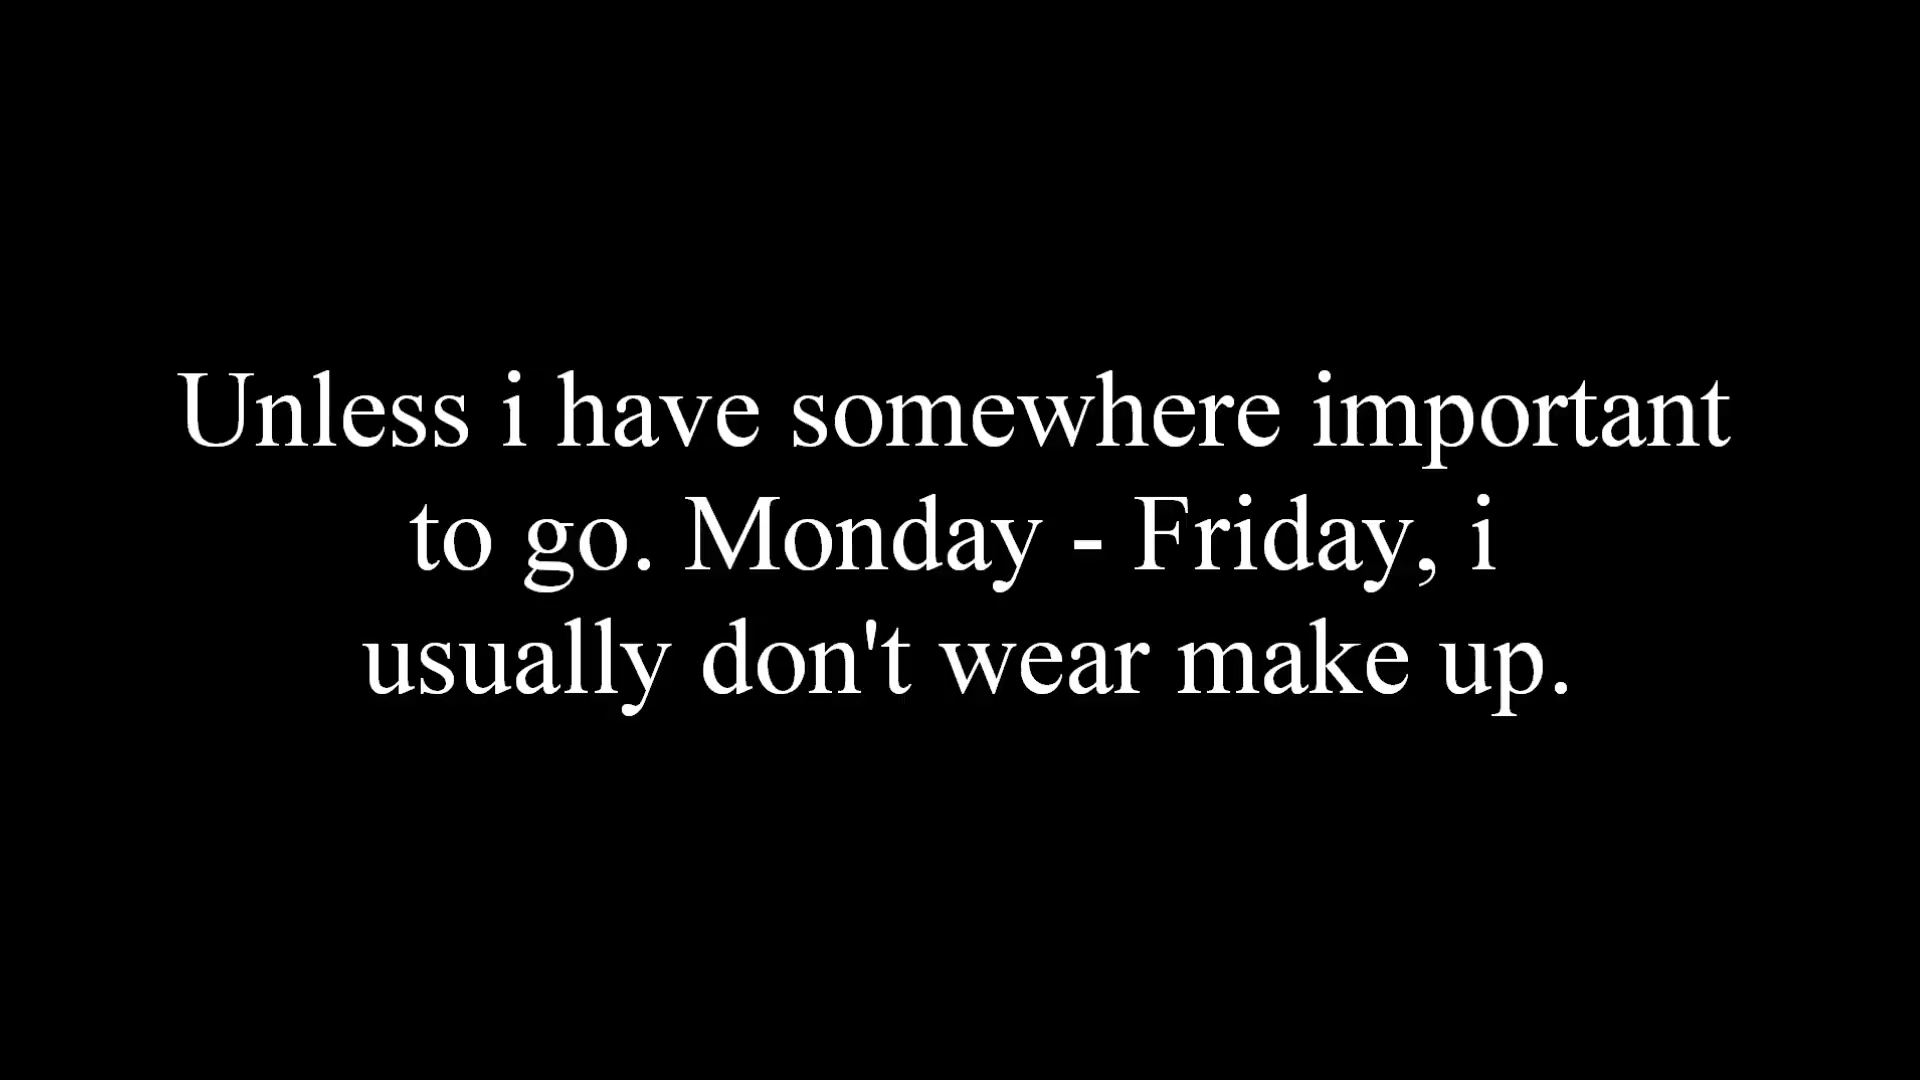 Unless i have somewhere important
to go. Monday - Friday, i
usually don't wear make up.